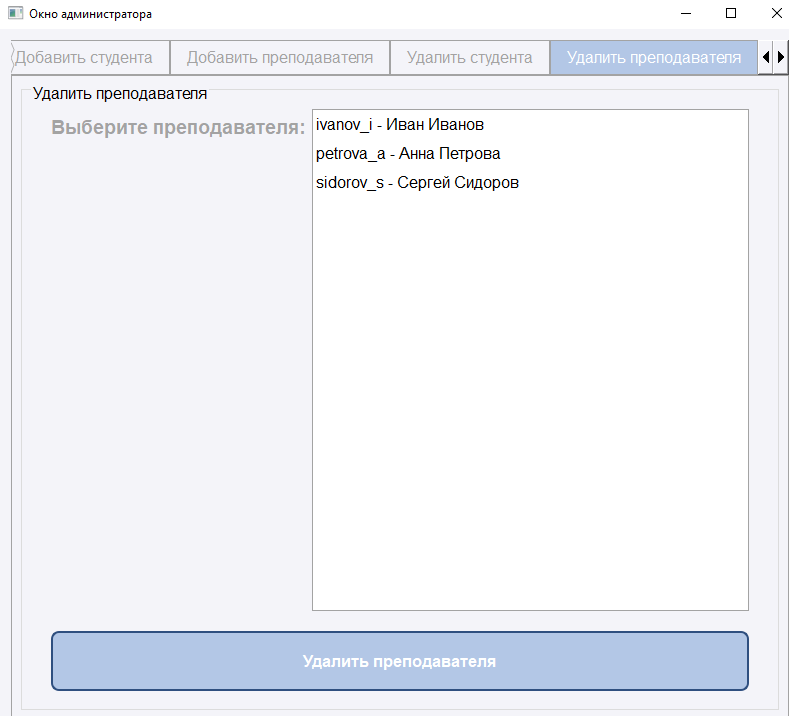 Окно администратора
Добавить студента
Добавить преподавателя
Удалить студента
Удалить преподавателя
Удалить преподавателя
Выберите преподавателя:
ivanov_i - Иван Иванов
petrova_a - Анна Петрова
sidorov_s - Сергей Сидоров
Удалить преподавателя